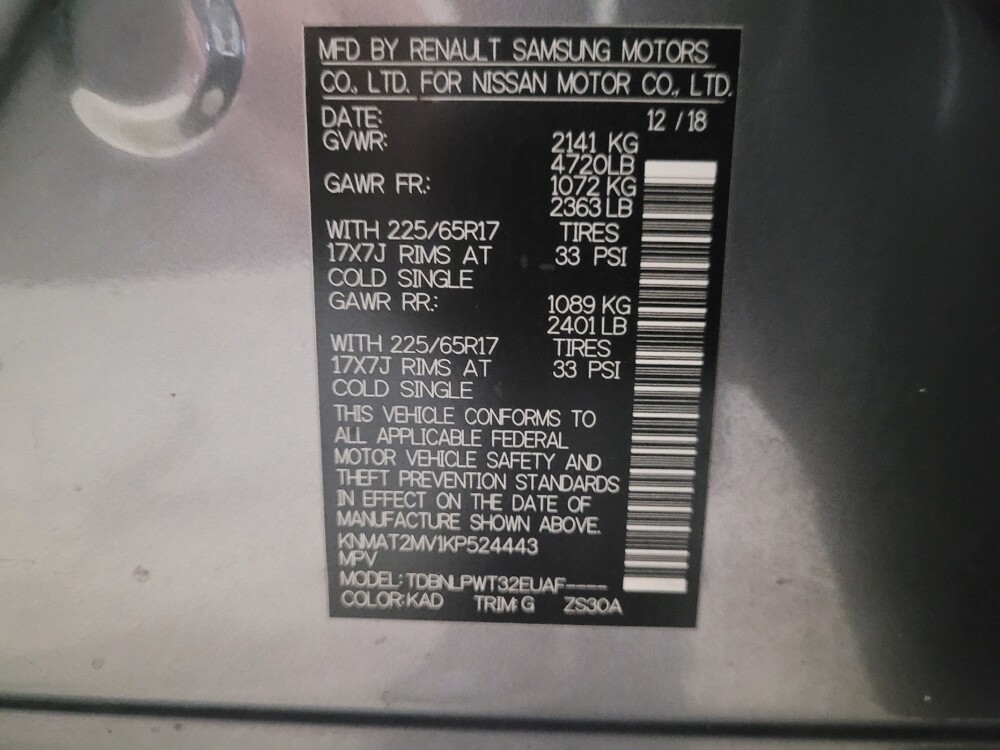 MFD BY RENAULT SAMSUNG MOTORS
CO., LTD. FOR NISSAN MOTOR CO., LTD.
DATE: 12 / 18
GVWR: 2141 KG
4720LB
GAWR FR.: 1072 KG
2363 LB
WITH 225/65R17 TIRES
17X7J RIMS AT 33 PSI
COLD SINGLE
GAWR RR.: 1089 KG
2401 LB
WITH 225/65R17 TIRES
17X7J RIMS AT 33 PSI
COLD SINGLE
THIS VEHICLE CONFORMS TO
ALL APPLICABLE FEDERAL
MOTOR VEHICLE SAFETY AND
THEFT PREVENTION STANDARDS
IN EFFECT ON THE DATE OF
MANUFACTURE SHOWN ABOVE.
KNMAT2MV1KP524443
MPV
MODEL: TDBNLPWT32EUAF----
COLOR: KAD TRIM: G ZS30A